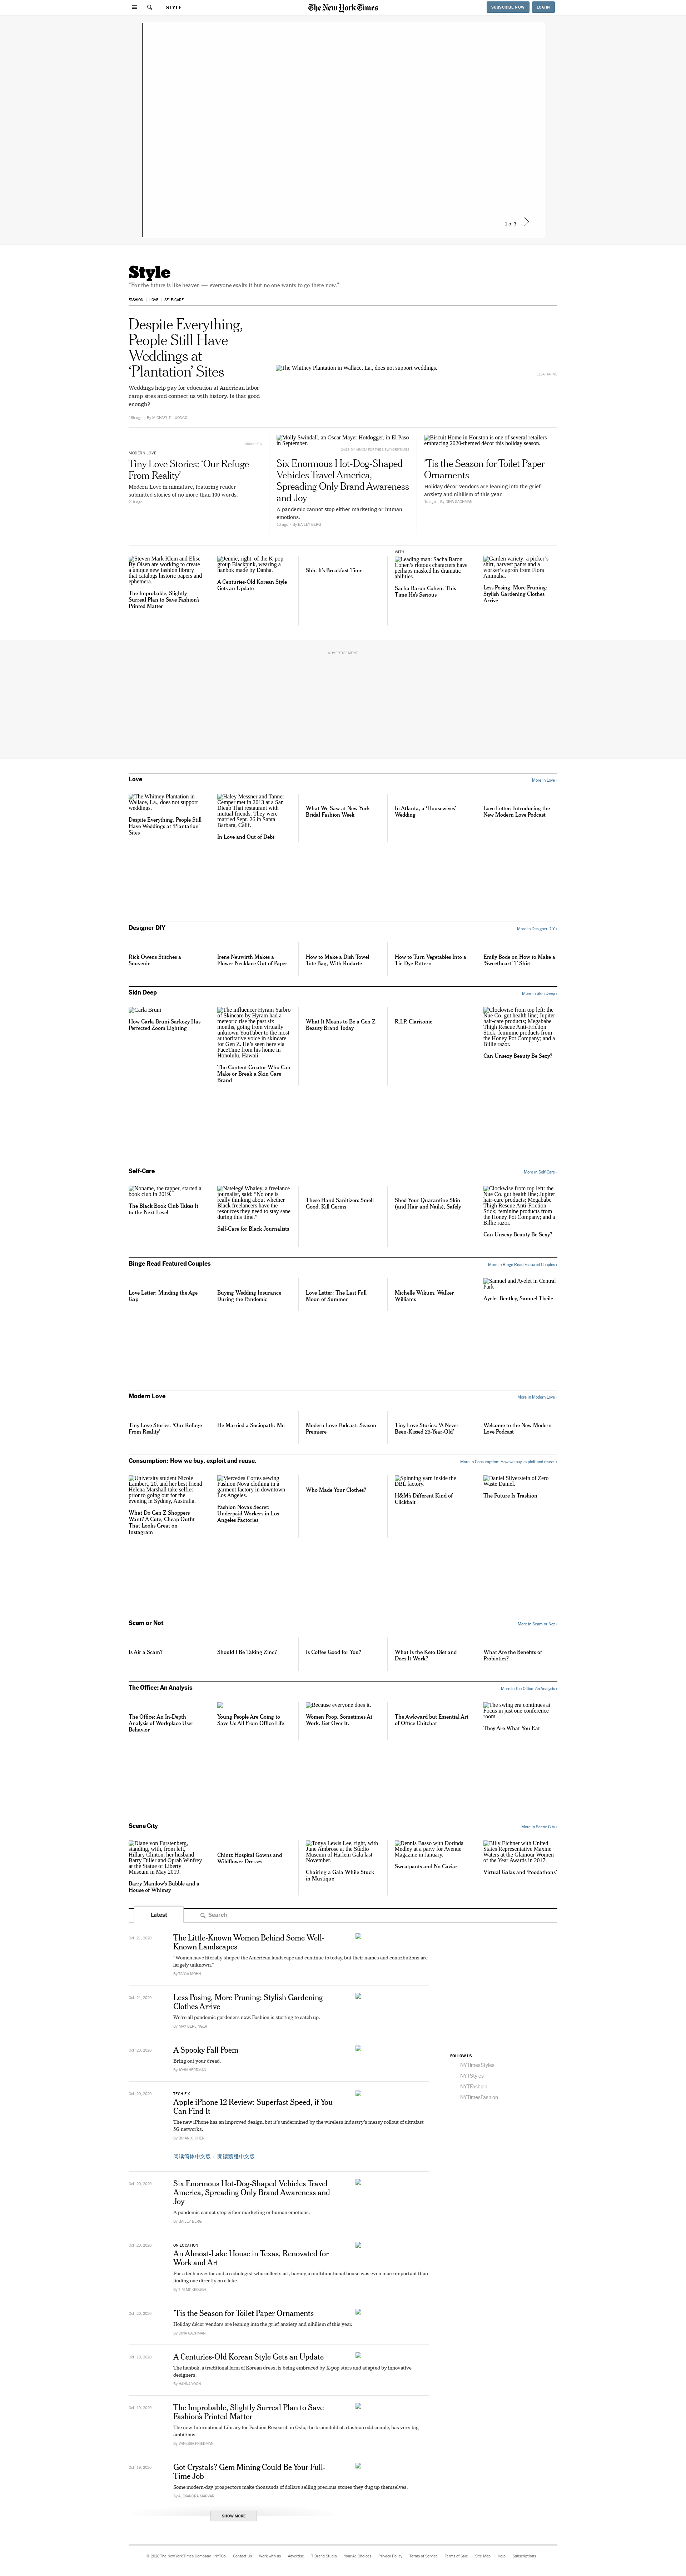 STYLE
The New York Times
SUBSCRIBE NOW
LOG IN
1 of 3
Style
“For the future is like heaven — everyone exalts it but no one wants to go there now.”
FASHION
LOVE
SELF-CARE
Despite Everything,
People Still Have
Weddings at
‘Plantation’ Sites
Weddings help pay for education at American labor
camp sites and connect us with history. Is that good
enough?
By MICHAEL T. LUONGO
The Whitney Plantation in Wallace, La., does not support weddings.
MODERN LOVE
Tiny Love Stories: ‘Our Refuge
From Reality’
Modern Love in miniature, featuring reader-
submitted stories of no more than 100 words.
Molly Swindall, an Oscar Mayer Hotdogger, in El Paso
in September.
Six Enormous Hot-Dog-Shaped
Vehicles Travel America,
Spreading Only Brand Awareness
and Joy
A pandemic cannot stop either marketing or human
emotions.
By BAILEY BERG
Biscuit Home in Houston is one of several retailers
embracing 2020-themed décor this holiday season.
’Tis the Season for Toilet Paper
Ornaments
Holiday décor vendors are leaning into the grief,
anxiety and nihilism of this year.
By GRIA GAGINANI
Steven Mark Klein and Elise
By Olsen are working to create
a unique new fashion library
that catalogs historic papers and
ephemera.
The Improbable, Slightly
Surreal Plan to Save Fashion’s
Printed Matter
Jennie, right, of the K-pop
group Blackpink, wearing a
hanbok made by Danha.
A Centuries-Old Korean Style
Gets an Update
Shh. It’s Breakfast Time.
WITH ...
Leading man: Sacha Baron
Cohen’s riotous characters have
perhaps masked his dramatic
abilities.
Sacha Baron Cohen: This
Time He’s Serious
Garden variety: a picker’s
shirt, harvest pants and a
worker’s apron from Flora
Animalia.
Less Posing, More Pruning:
Stylish Gardening Clothes
Arrive
ADVERTISEMENT
Love
More in Love ›
The Whitney Plantation in
Wallace, La., does not support
weddings.
Despite Everything, People Still
Have Weddings at ‘Plantation’
Sites
Haley Messner and Tanner
Cemper met in 2013 at a San
Diego Thai restaurant with
mutual friends. They were
married Sept. 26 in Santa
Barbara, Calif.
In Love and Out of Debt
What We Saw at New York
Bridal Fashion Week
In Atlanta, a ‘Housewives’
Wedding
Love Letter: Introducing the
New Modern Love Podcast
Designer DIY
More in Designer DIY ›
Rick Owens Stitches a
Souvenir
Irene Neuwirth Makes a
Flower Necklace Out of Paper
How to Make a Dish Towel
Tote Bag, With Rodarte
How to Turn Vegetables Into a
Tie-Dye Pattern
Emily Bode on How to Make a
‘Sweetheart’ T-Shirt
Skin Deep
More in Skin Deep ›
Carla Bruni
How Carla Bruni-Sarkozy Has
Perfected Zoom Lighting
The influencer Hyram Yarbro
of Skincare by Hyram had a
meteoric rise the past six
months, going from virtually
unknown YouTuber to the most
authoritative voice in skincare
for Gen Z. He’s seen here via
FaceTime from his home in
Honolulu, Hawaii.
The Content Creator Who Can
Make or Break a Skin Care
Brand
What It Means to Be a Gen Z
Beauty Brand Today
R.I.P. Clarisonic
Clockwise from top left: the
Nue Co. gut health line; Jupiter
hair-care products; Megababe
Thigh Rescue Anti-Friction
Stick; feminine products from
the Honey Pot Company; and a
Billie razor.
Can Unsexy Beauty Be Sexy?
Self-Care
More in Self-Care ›
Noname, the rapper, started a
book club in 2019.
The Black Book Club Takes It
to the Next Level
Natelegé Whaley, a freelance
journalist, said: “No one is
really thinking about whether
Black freelancers have the
resources they need to stay sane
during this time.”
Self-Care for Black Journalists
These Hand Sanitizers Smell
Good, Kill Germs
Shed Your Quarantine Skin
(and Hair and Nails), Safely
Clockwise from top left: the
Nue Co. gut health line; Jupiter
hair-care products; Megababe
Thigh Rescue Anti-Friction
Stick; feminine products from
the Honey Pot Company; and a
Billie razor.
Can Unsexy Beauty Be Sexy?
Binge Read Featured Couples
More in Binge Read Featured Couples ›
Love Letter: Minding the Age
Gap
Buying Wedding Insurance
During the Pandemic
Love Letter: The Last Full
Moon of Summer
Michelle Wikum, Walker
Williams
Samuel and Ayelet in Central
Park
Ayelet Bentley, Samuel Theile
Modern Love
More in Modern Love ›
Tiny Love Stories: ‘Our Refuge
From Reality’
He Married a Sociopath: Me
Modern Love Podcast: Season
Premiere
Tiny Love Stories: ‘A Never-
Been-Kissed 23-Year-Old’
Welcome to the New Modern
Love Podcast
Consumption: How we buy, exploit and reuse.
More in Consumption: How we buy, exploit and reuse. ›
University student Nicole
Lambert, 20, and her best friend
Helena Marshall take selfies
prior to going out for the
evening in Sydney, Australia.
What Do Gen Z Shoppers
Want? A Cute, Cheap Outfit
That Looks Great on
Instagram
Mercedes Cortes sewing
Fashion Nova clothing in a
garment factory in downtown
Los Angeles.
Fashion Nova’s Secret:
Underpaid Workers in Los
Angeles Factories
Who Made Your Clothes?
Spinning yarn inside the
DBL factory.
H&M’s Different Kind of
Clickbait
Daniel Silverstein of Zero
Waste Daniel.
The Future Is Trashion
Scam or Not
More in Scam or Not ›
Is Air a Scam?
Should I Be Taking Zinc?
Is Coffee Good for You?
What Is the Keto Diet and
Does It Work?
What Are the Benefits of
Probiotics?
The Office: An Analysis
More in The Office: An Analysis ›
The Office: An In-Depth
Analysis of Workplace User
Behavior
Young People Are Going to
Save Us All From Office Life
Because everyone does it.
Women Poop. Sometimes At
Work. Get Over It.
The Awkward but Essential Art
of Office Chitchat
The swing era continues at
Focus in just one conference
room.
They Are What You Eat
Scene City
More in Scene City ›
Diane von Furstenberg,
standing, with, from left,
Hillary Clinton, her husband
Barry Diller and Oprah Winfrey
at the Statue of Liberty
Museum in May 2019.
Barry Manilow’s Bubble and a
House of Whimsy
Chintz Hospital Gowns and
Wildflower Dresses
Tonya Lewis Lee, right, with
June Ambrose at the Studio
Museum of Harlem Gala last
November.
Chairing a Gala While Stuck
in Mustique
Dennis Basso with Dorinda
Medley at a party for Avenue
Magazine in January.
Sweatpants and No Caviar
Billy Eichner with United
States Representative Maxine
Waters at the Glamour Women
of the Year Awards in 2017.
Virtual Galas and ‘Foodiathons’
Latest
Search
Oct. 21, 2020
The Little-Known Women Behind Some Well-
Known Landscapes
“Women have literally shaped the American landscape and continue to today, but their names and contributions are
largely unknown.”
By TANYA MOHN
Oct. 21, 2020
Less Posing, More Pruning: Stylish Gardening
Clothes Arrive
We’re all pandemic gardeners now. Fashion is starting to catch up.
By MAX BERLINGER
Oct. 20, 2020
A Spooky Fall Poem
Bring out your dread.
By JOHN HERRMAN
Oct. 20, 2020
TECH FIX
Apple iPhone 12 Review: Superfast Speed, if You
Can Find It
The new iPhone has an improved design, but it’s undermined by the wireless industry’s messy rollout of ultrafast
5G networks.
By BRIAN X. CHEN
阅读简体中文版 • 閱讀繁體中文版
Oct. 20, 2020
Six Enormous Hot-Dog-Shaped Vehicles Travel
America, Spreading Only Brand Awareness and
Joy
A pandemic cannot stop either marketing or human emotions.
By BAILEY BERG
Oct. 20, 2020
ON LOCATION
An Almost-Lake House in Texas, Renovated for
Work and Art
For a tech investor and a radiologist who collects art, having a multifunctional house was even more important than
finding one directly on a lake.
By TIM McKEOUGH
Oct. 20, 2020
’Tis the Season for Toilet Paper Ornaments
Holiday décor vendors are leaning into the grief, anxiety and nihilism of this year.
Oct. 19, 2020
A Centuries-Old Korean Style Gets an Update
The hanbok, a traditional form of Korean dress, is being embraced by K-pop stars and adapted by innovative
designers.
By HAHNA YOON
Oct. 19, 2020
The Improbable, Slightly Surreal Plan to Save
Fashion’s Printed Matter
The new International Library for Fashion Research in Oslo, the brainchild of a fashion odd couple, has very big
ambitions.
By VANESSA FRIEDMAN
Oct. 19, 2020
Got Crystals? Gem Mining Could Be Your Full-
Time Job
Some modern-day prospectors make thousands of dollars selling precious stones they dug up themselves.
By ALEXANDRA MARVAR
SHOW MORE
FOLLOW US
NYTimesStyles
NYTStyles
NYTFashion
NYTimesFashion
© 2020 The New York Times Company
NYTCo
Contact Us
Work with us
Advertise
T Brand Studio
Your Ad Choices
Privacy Policy
Terms of Service
Terms of Sale
Site Map
Help
Subscriptions